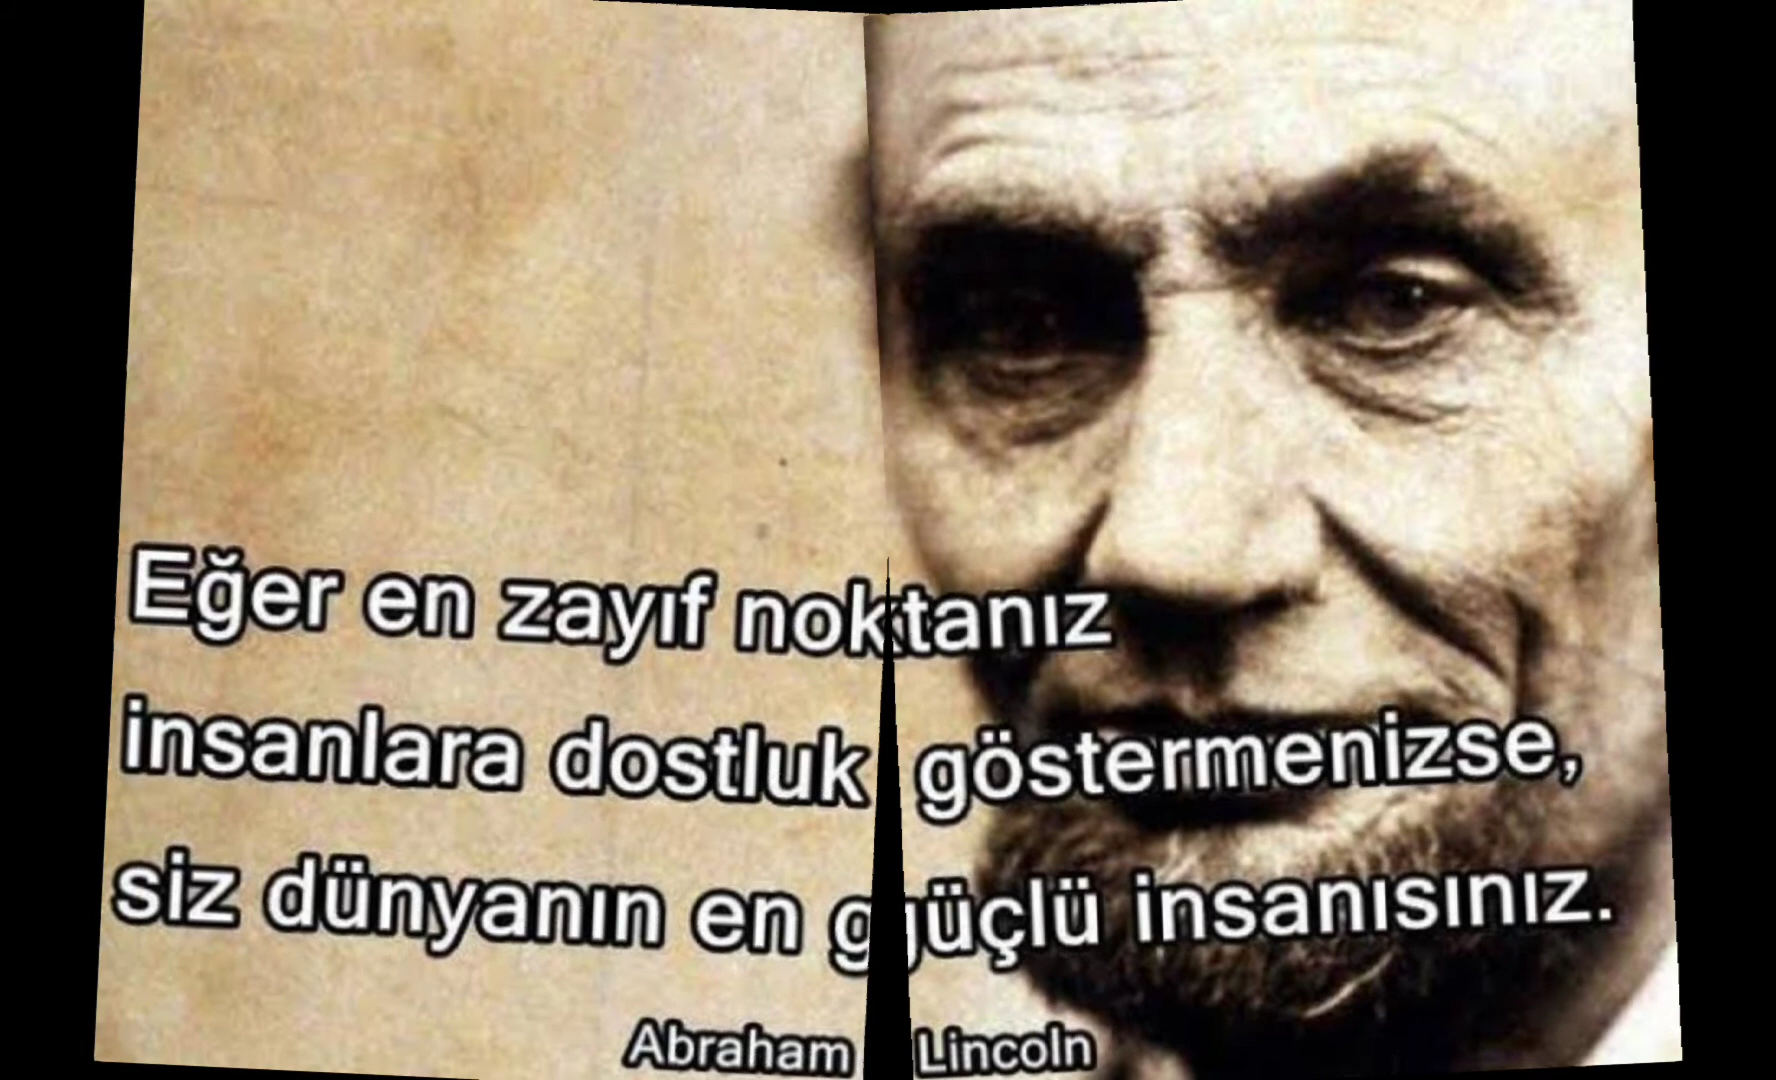 Eğer en zayıf noktanız
insanlara dostluk göstermenizse,
siz dünyanın en güçlü insanısınız.
Abraham Lincoln